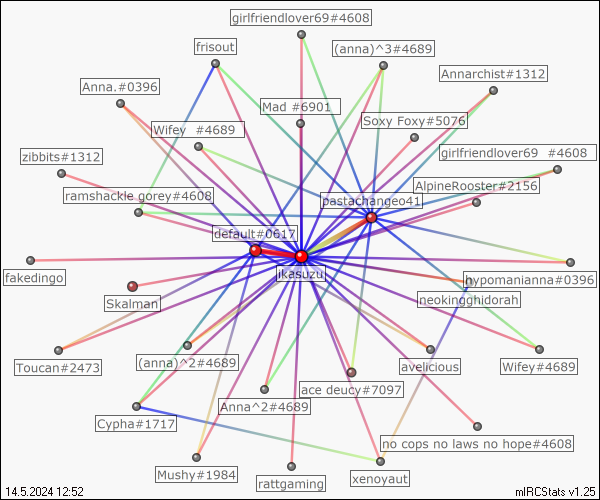 girlfriendlover69#4608
frisout
(anna)^3#4689
Annarchist#1312
Anna.#0396
Mad #6901
Soxy Foxy#5076
Wifey #4689
zibbits#1312
girlfriendlover69 #4608
AlpineRooster#2156
ramshackle gorey#4608
pastachangeo41
default#0617
ikasuzu
fakedingo
hypomanianna#0396
Skalman
neokingghidorah
Toucan#2473
(anna)^2#4689
avelicious
Wifey#4689
ace deucy#7097
Anna^2#4689
Cypha#1717
no cops no laws no hope#4608
Mushy#1984
rattgaming
xenoyaut
14.5.2024 12:52
mIRCStats v1.25